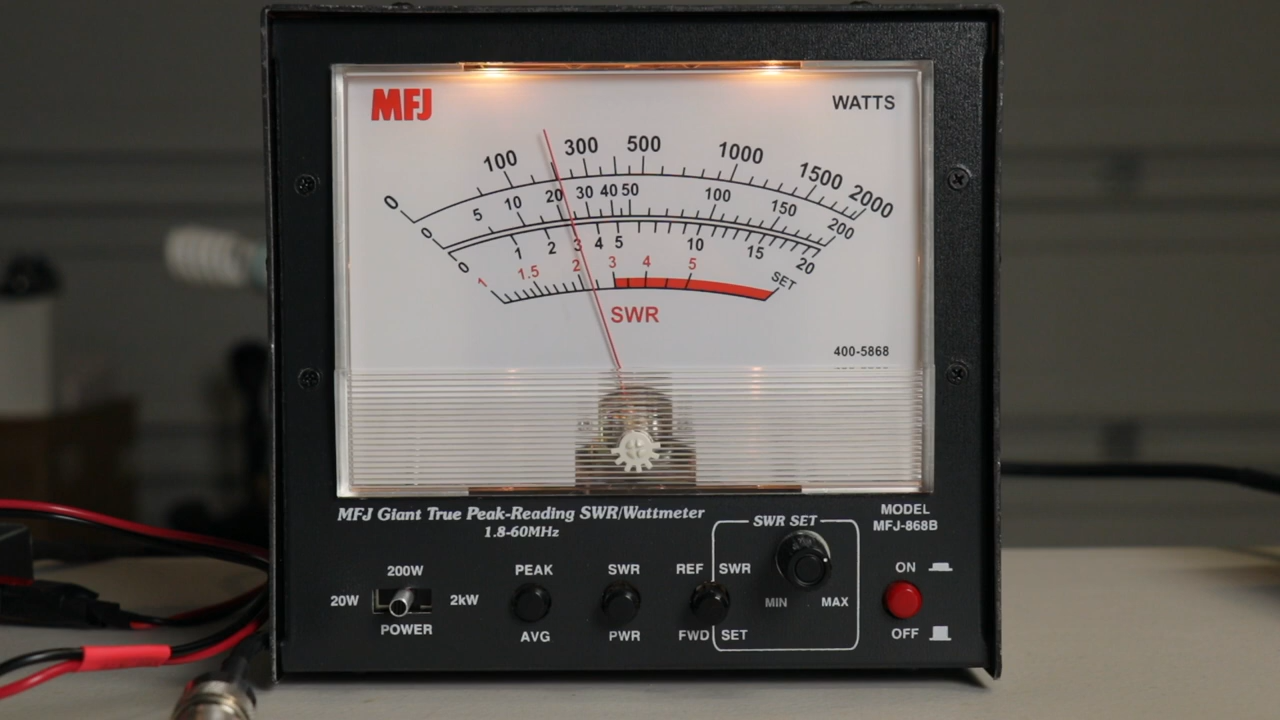 MFJ
WATTS
0 100 300 500 1000 1500 2000
0 5 10 20 30 40 50 100 150 200
0 1 2 3 4 5 10 15 20
1 1.5 2 3 4 5 SET
SWR
400-5868
MFJ Giant True Peak-Reading SWR/Wattmeter
1.8-60MHz
MODEL
MFJ-868B
SWR SET
200W
20W 2kW
POWER
PEAK
AVG
SWR
PWR
REF SWR
FWD SET
MIN MAX
ON
OFF